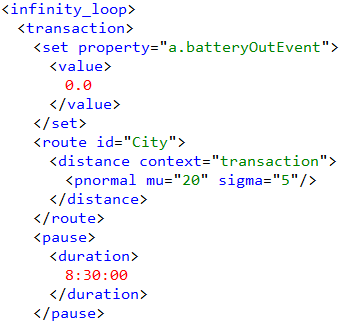 <infinity_loop>
<transaction>
<set property="a.batteryOutEvent">
<value>
0.0
</value>
</set>
<route id="City">
<distance context="transaction">
<pnormal mu="20" sigma="5"/>
</distance>
</route>
<pause>
<duration>
8:30:00
</duration>
</pause>